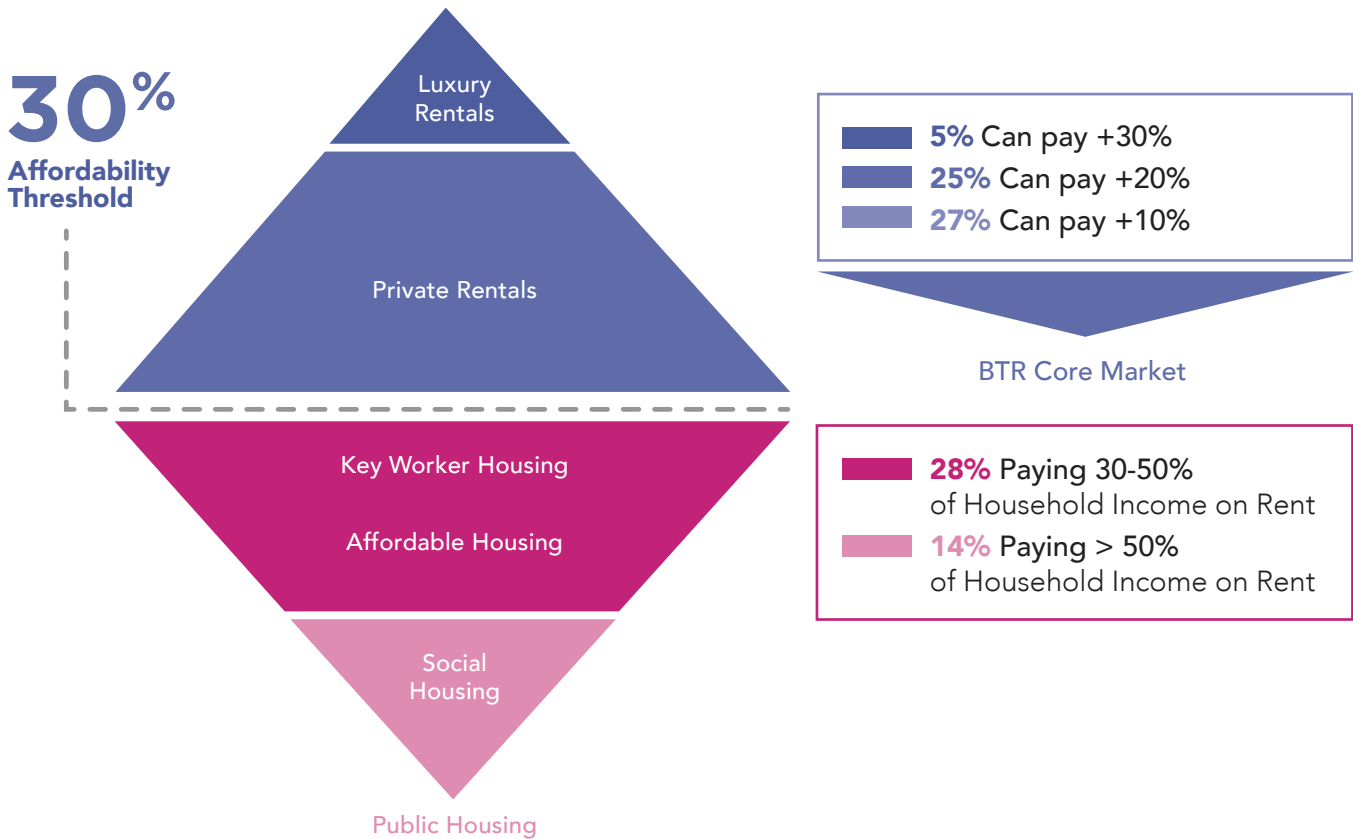 30%
Affordability
Threshold
Luxury
Rentals
Private Rentals
Key Worker Housing
Affordable Housing
Social
Housing
Public Housing
5% Can pay +30%
25% Can pay +20%
27% Can pay +10%
BTR Core Market
28% Paying 30-50%
of Household Income on Rent
14% Paying > 50%
of Household Income on Rent